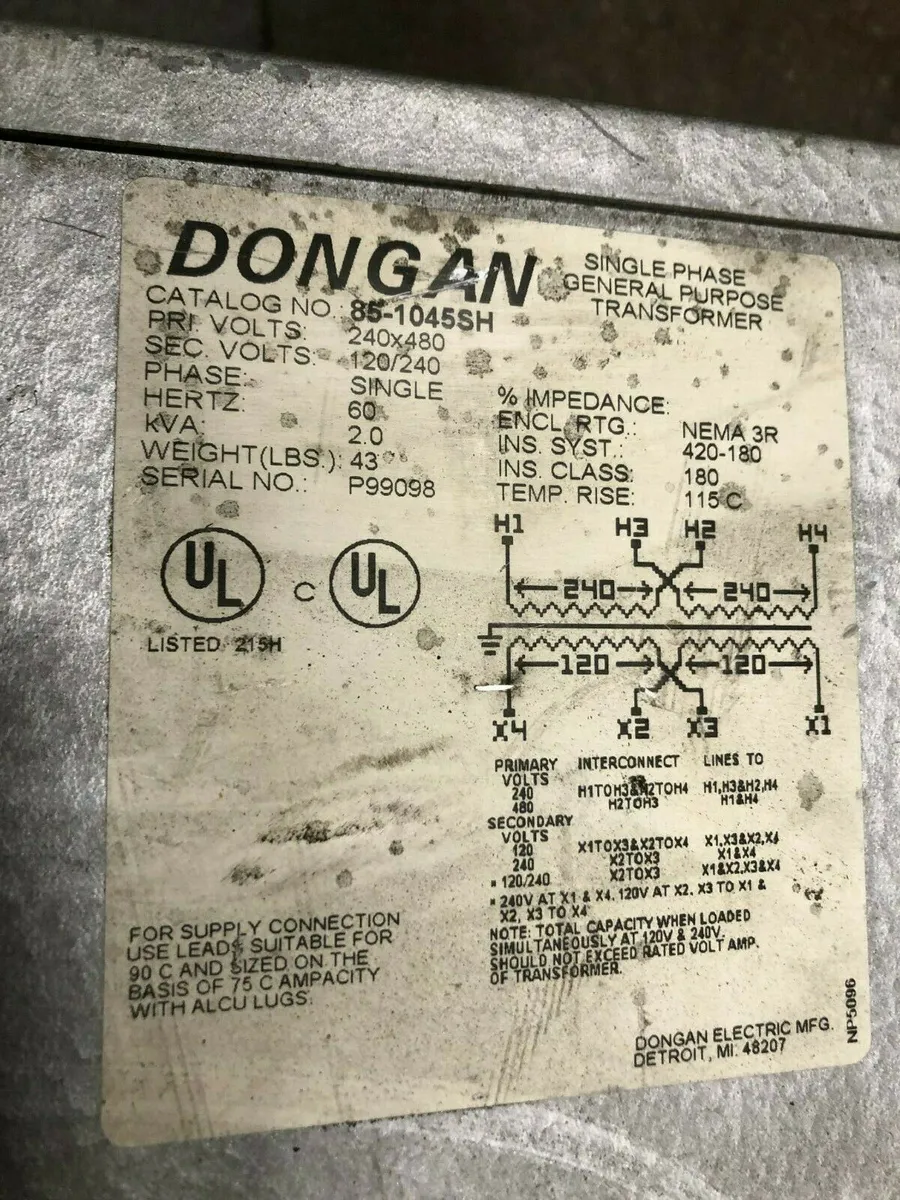 DONGAN
SINGLE PHASE
GENERAL PURPOSE
TRANSFORMER
CATALOG NO.: 85-1045SH
PRI. VOLTS: 240x480
SEC. VOLTS: 120/240
PHASE: SINGLE
HERTZ: 60
kVA: 2.0
WEIGHT(LBS.): 43
SERIAL NO.: P99098
% IMPEDANCE:
ENCL. RTG.: NEMA 3R
INS. SYST.: 420-180
INS. CLASS: 180
TEMP. RISE: 115 C
UL C UL
LISTED 215H
H1 H3 H2 H4
240 240
120 120
X4 X2 X3 X1
PRIMARY INTERCONNECT LINES TO
VOLTS
240 H1TOH3&H2TOH4 H1,H3&H2,H4
480 H2TOH3 H1&H4
SECONDARY
VOLTS
120 X1TOX3&X2TOX4 X1,X3&X2,X4
240 X2TOX3 X1&X4
* 120/240 X2TOX3 X1&X2,X3&X4
* 240V AT X1 & X4. 120V AT X2, X3 TO X1 &
X2, X3 TO X4
NOTE: TOTAL CAPACITY WHEN LOADED
SIMULTANEOUSLY AT 120V & 240V.
SHOULD NOT EXCEED RATED VOLT AMP.
OF TRANSFORMER.
FOR SUPPLY CONNECTION
USE LEADS SUITABLE FOR
90 C AND SIZED ON THE
BASIS OF 75 C AMPACITY
WITH ALCU LUGS.
DONGAN ELECTRIC MFG.
DETROIT, MI. 48207
NP5096